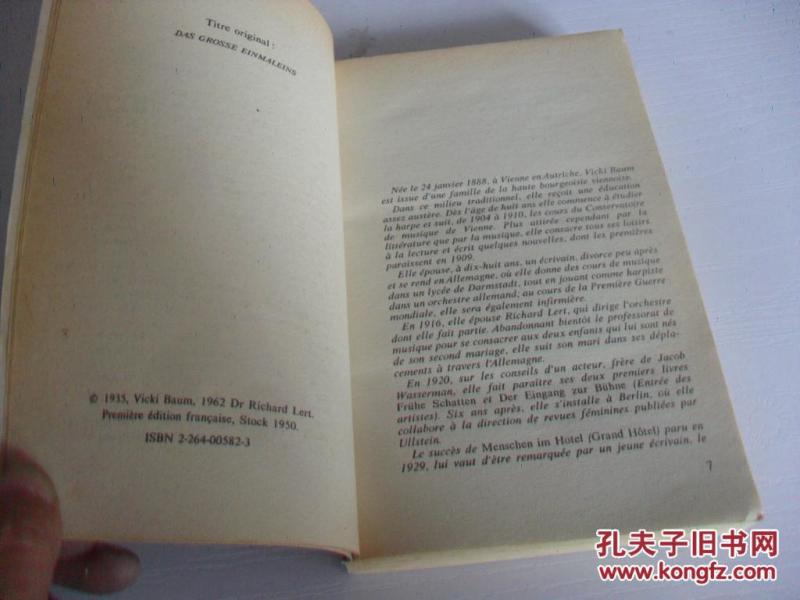 Titre original :
DAS GROSSE EINMALEINS
© 1935, Vicki Baum, 1962 Dr Richard Lert.
Première édition française, Stock 1950.
ISBN 2-264-00582-3
Née le 24 janvier 1888, à Vienne en Autriche, Vicki Baum
est issue d'une famille de la haute bourgeoisie viennoise.
Dans ce milieu traditionnel, elle reçoit une éducation
assez austère. Dès l'âge de huit ans elle commence à étudier
la harpe et suit, de 1904 à 1910, les cours du Conservatoire
de musique de Vienne. Plus attirée cependant par la
littérature que par la musique, elle consacre tous ses loisirs
à la lecture et écrit quelques nouvelles, dont les premières
paraissent en 1909.
Elle épouse, à dix-huit ans, un écrivain, divorce peu après
et se rend en Allemagne, où elle donne des cours de musique
dans un lycée de Darmstadt, tout en jouant comme harpiste
dans un orchestre allemand; au cours de la Première Guerre
mondiale, elle sera également infirmière.
En 1916, elle épouse Richard Lert, qui dirige l'orchestre
dont elle fait partie. Abandonnant bientôt le professorat de
musique pour se consacrer aux deux enfants qui lui sont nés
de son second mariage, elle suit son mari dans ses dépla-
cements à travers l'Allemagne.
En 1920, sur les conseils d'un acteur, frère de Jacob
Wasserman, elle fait paraître ses deux premiers livres
Frühe Schatten et Der Eingang zur Bühne (Entrée des
artistes). Six ans après, elle s'installe à Berlin, où elle
collabore à la direction de revues féminines publiées par
Ullstein.
Le succès de Menschen im Hotel (Grand Hôtel) paru en
1929, lui vaut d'être remarquée par un jeune écrivain, le
7
孔夫子旧书网
www.kongfz.com